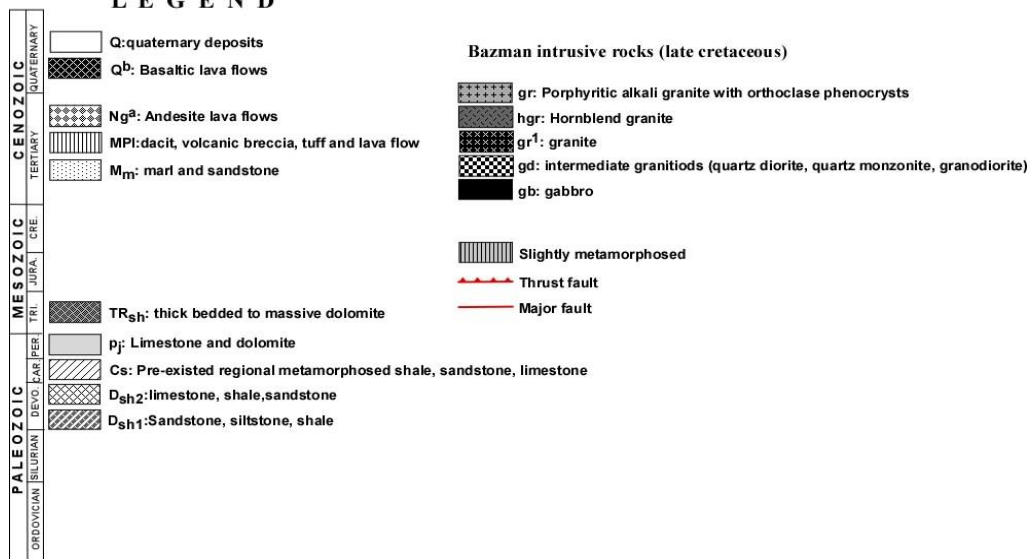 LEGEND
CENOZOIC
QUATERNARY
TERTIARY
Q:quaternary deposits
Qb: Basaltic lava flows
Nga: Andesite lava flows
MPl:dacit, volcanic breccia, tuff and lava flow
Mm: marl and sandstone
MESOZOIC
CRE.
JURA.
TRI.
TRsh: thick bedded to massive dolomite
PALEOZOIC
PER.
CAR.
DEVO.
SILURIAN
ORDOVICIAN
pj: Limestone and dolomite
Cs: Pre-existed regional metamorphosed shale, sandstone, limestone
Dsh2:limestone, shale,sandstone
Dsh1:Sandstone, siltstone, shale
Bazman intrusive rocks (late cretaceous)
gr: Porphyritic alkali granite with orthoclase phenocrysts
hgr: Hornblend granite
gr1: granite
gd: intermediate granitiods (quartz diorite, quartz monzonite, granodiorite)
gb: gabbro
Slightly metamorphosed
Thrust fault
Major fault